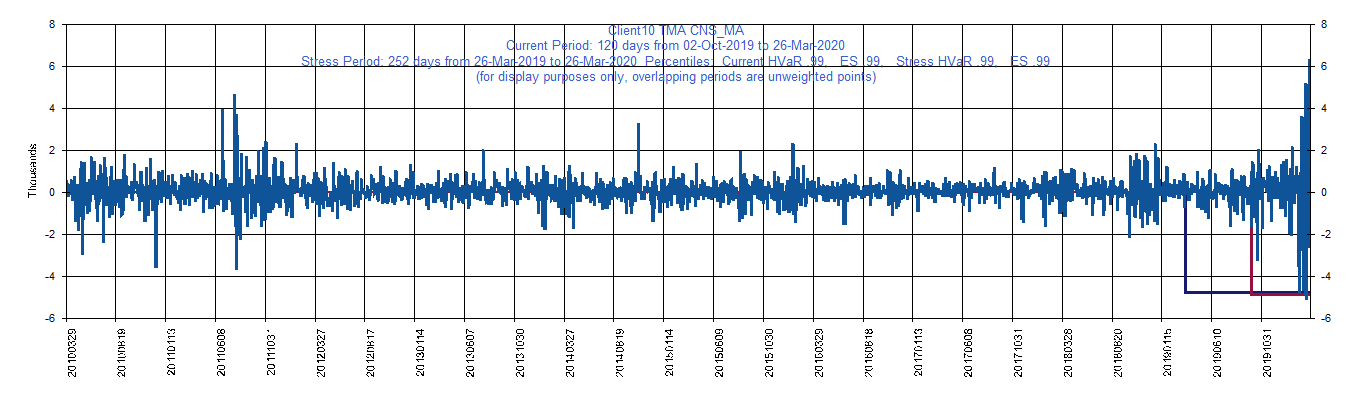 Client10 TMA CNS_MA
Current Period: 120 days from 02-Oct-2019 to 26-Mar-2020
Stress Period: 252 days from 26-Mar-2019 to 26-Mar-2020 Percentiles: Current HVaR .99, ES .99, Stress HVaR .99, ES .99
(for display purposes only, overlapping periods are unweighted points)
8 8
6 6
4 4
2 2
0 0
-2 -2
-4 -4
-6 -6
Thousands
20100329 20100819 20110113 20110608 20111031 20120327 20120817 20130114 20130607 20131030 20140327 20140819 20150114 20150609 20151030 20160329 20160818 20170113 20170608 20171031 20180328 20180820 20190115 20190610 20191031